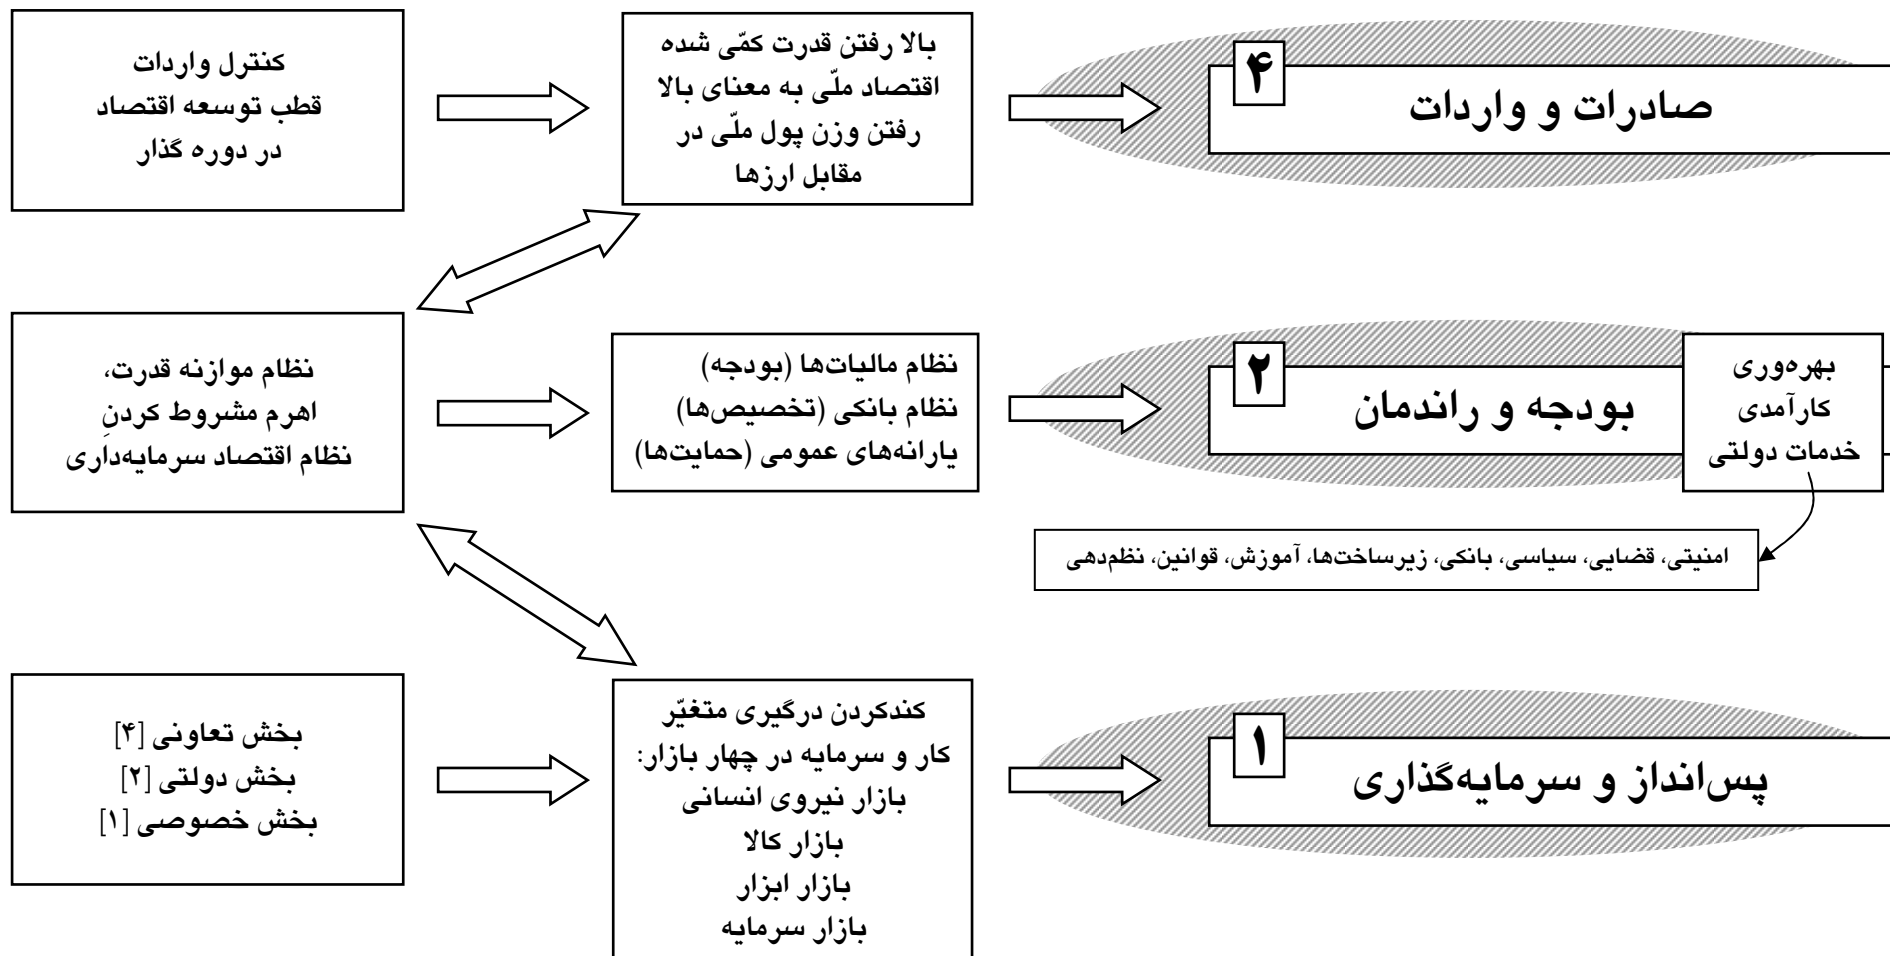 ۴
صادرات و واردات
بالا رفتن قدرت کمّی شده
اقتصاد ملّی به معنای بالا
رفتن وزن پول ملّی در
مقابل ارزها
کنترل واردات
قطب توسعه اقتصاد
در دوره گذار
بهره‌وری
کارآمدی
خدمات دولتی
۲
بودجه و راندمان
نظام مالیات‌ها (بودجه)
نظام بانکی (تخصیص‌ها)
یارانه‌های عمومی (حمایت‌ها)
نظام موازنه قدرت،
اهرم مشروط کردنِ
نظام اقتصاد سرمایه‌داری
امنیتی، قضایی، سیاسی، بانکی، زیرساخت‌ها، آموزش، قوانین، نظم‌دهی
۱
پس‌انداز و سرمایه‌گذاری
کندکردن درگیری متغیّر
کار و سرمایه در چهار بازار:
بازار نیروی انسانی
بازار کالا
بازار ابزار
بازار سرمایه
بخش تعاونی [۴]
بخش دولتی [۲]
بخش خصوصی [۱]